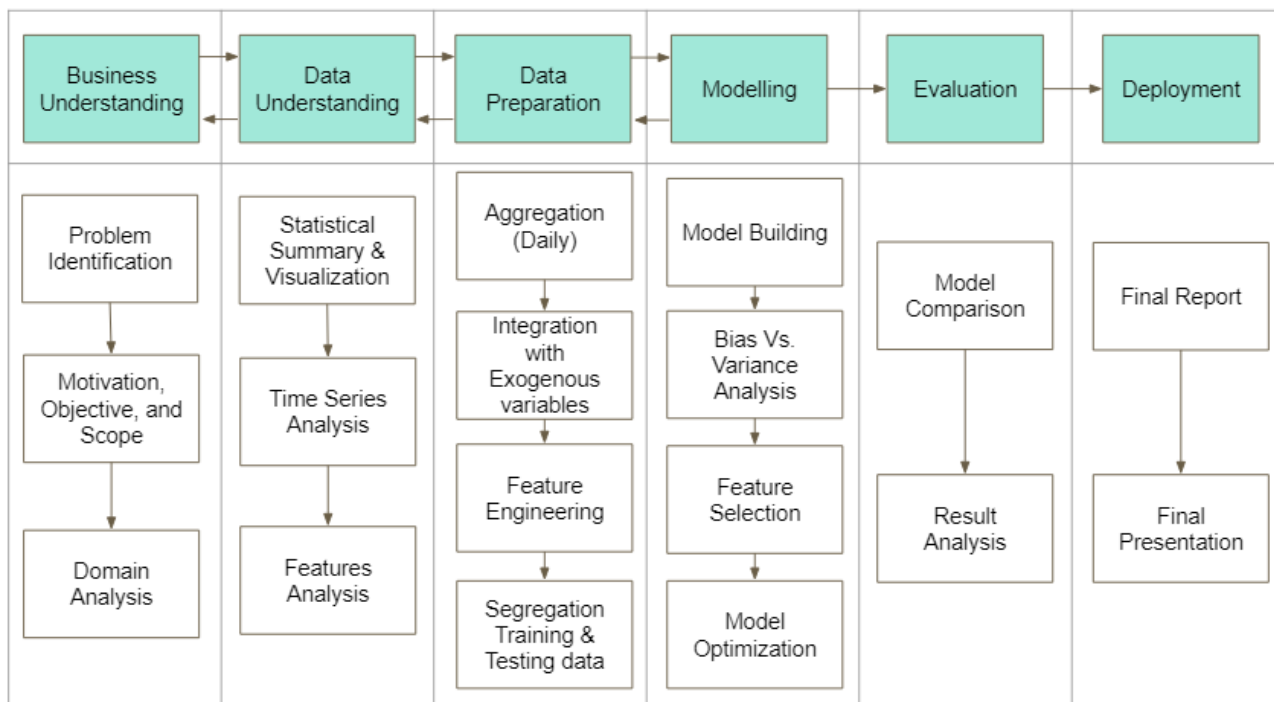 Business
Understanding
Data
Understanding
Data
Preparation
Modelling
Evaluation
Deployment
Problem
Identification
Motivation,
Objective, and
Scope
Domain
Analysis
Statistical
Summary &
Visualization
Time Series
Analysis
Features
Analysis
Aggregation
(Daily)
Integration
with
Exogenous
variables
Feature
Engineering
Segregation
Training &
Testing data
Model Building
Bias Vs.
Variance
Analysis
Feature
Selection
Model
Optimization
Model
Comparison
Result
Analysis
Final Report
Final
Presentation